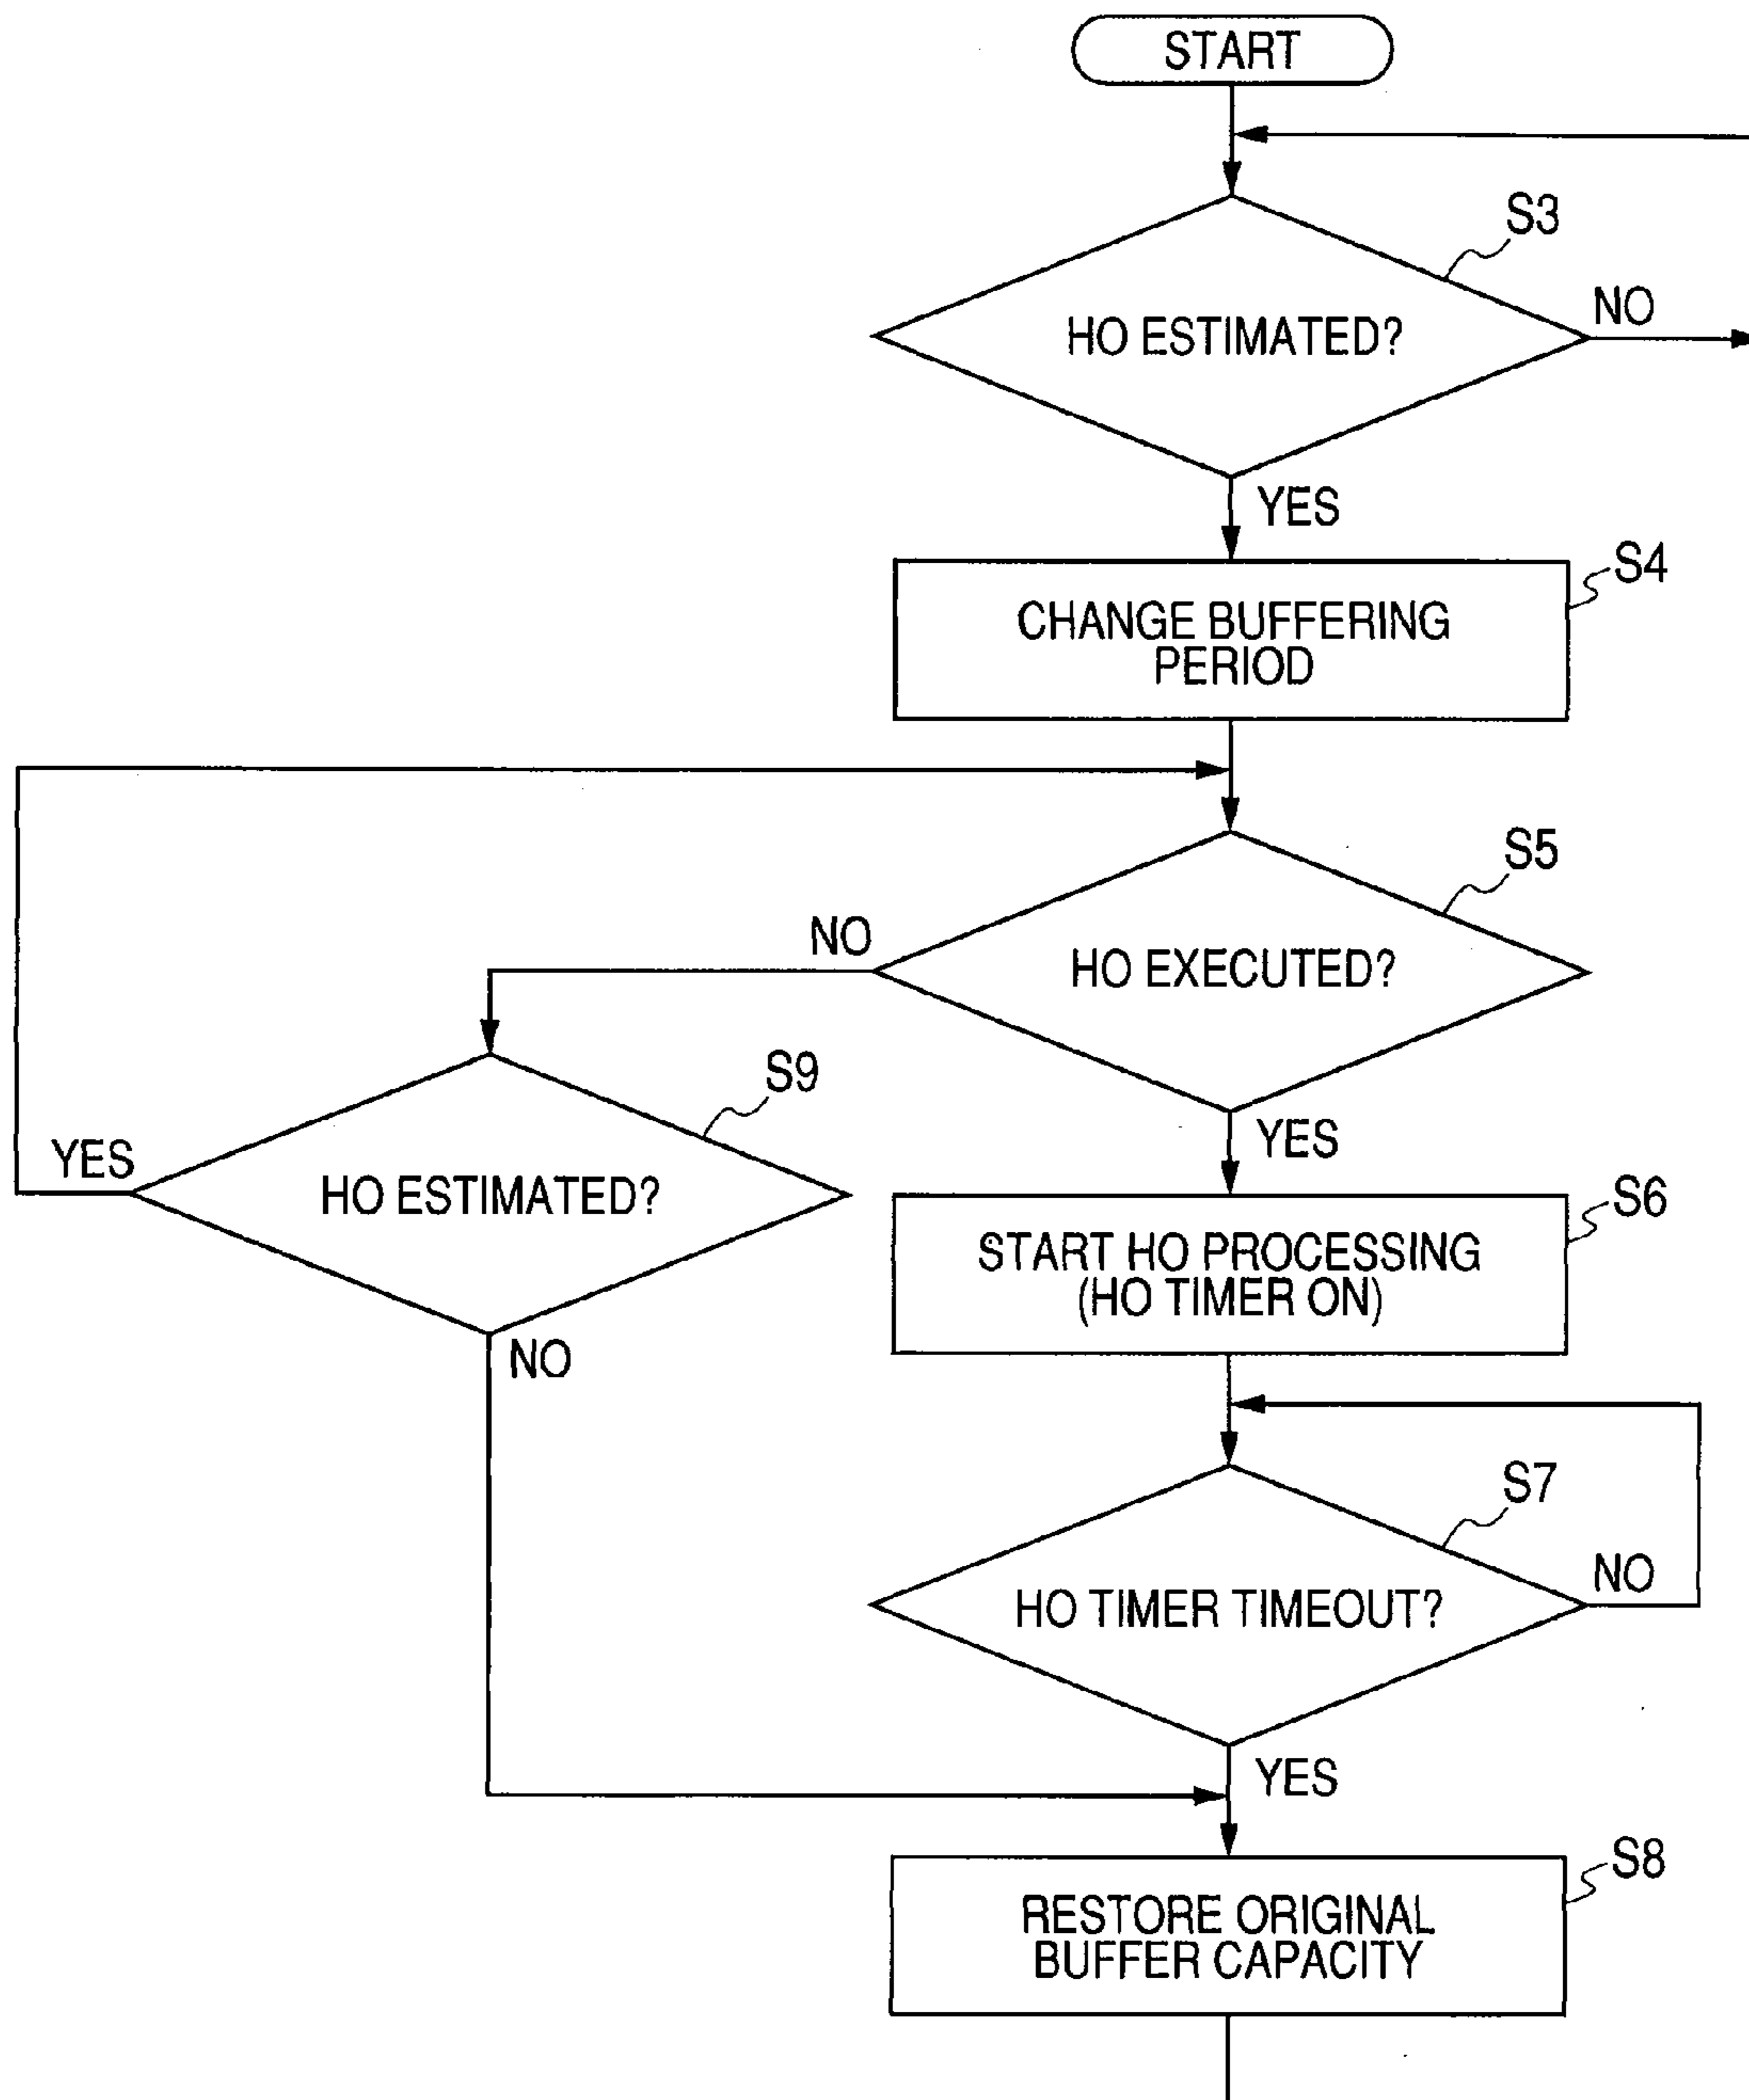 START
S3
HO ESTIMATED?
NO
YES
S4
CHANGE BUFFERING
PERIOD
S5
NO
HO EXECUTED?
S9
YES
YES
HO ESTIMATED?
S6
START HO PROCESSING
(HO TIMER ON)
NO
S7
NO
HO TIMER TIMEOUT?
YES
S8
RESTORE ORIGINAL
BUFFER CAPACITY